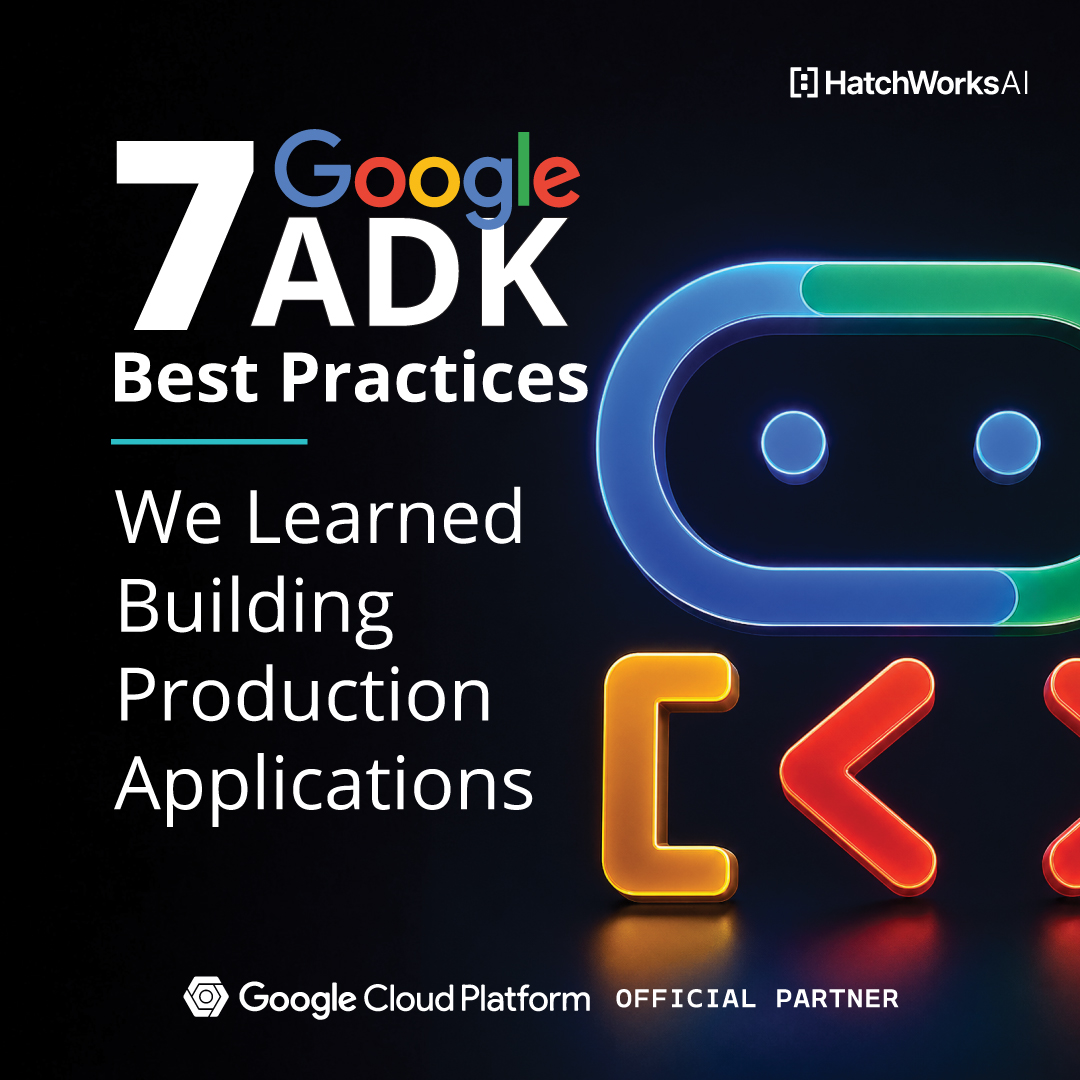 HatchWorksAI
7 Google
ADK
Best Practices
We Learned
Building
Production
Applications
Google Cloud Platform OFFICIAL PARTNER